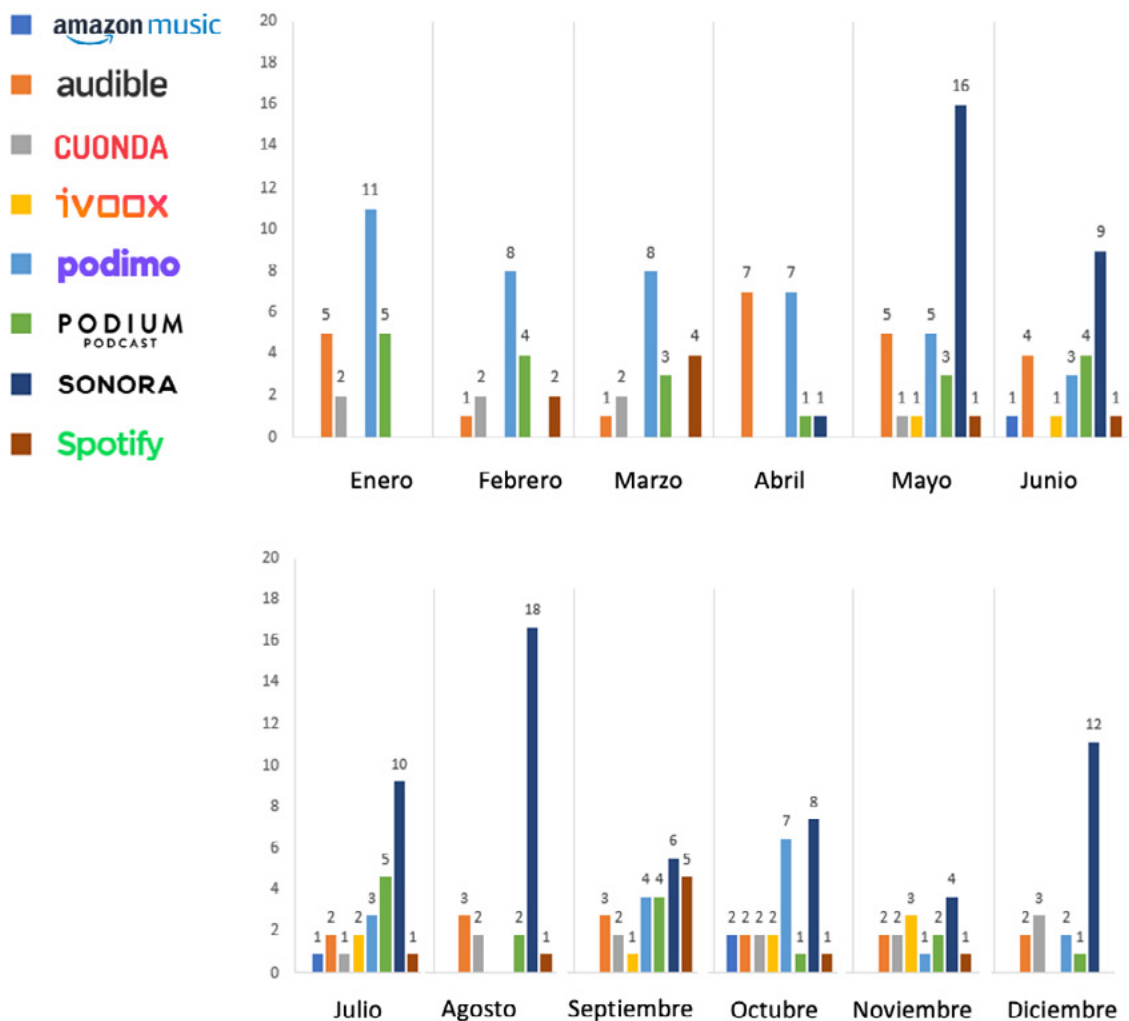 amazon music
audible
CUONDA
ivoox
podimo
PODIUM
PODCAST
SONORA
Spotify
20
18
16
14
12
10
8
6
4
2
0
5 2 11 5
1 2 8 4 2
1 2 8 3 4
7 7 1 1
5 1 1 5 3 16 1
1 4 1 3 4 9 1
Enero Febrero Marzo Abril Mayo Junio
20
18
16
14
12
10
8
6
4
2
0
1 2 1 2 3 5 10 1
3 2 2 18 1
3 2 1 4 4 6 5
2 2 2 2 7 1 8 1
2 2 3 1 2 4 1
2 3 2 1 12
Julio Agosto Septiembre Octubre Noviembre Diciembre